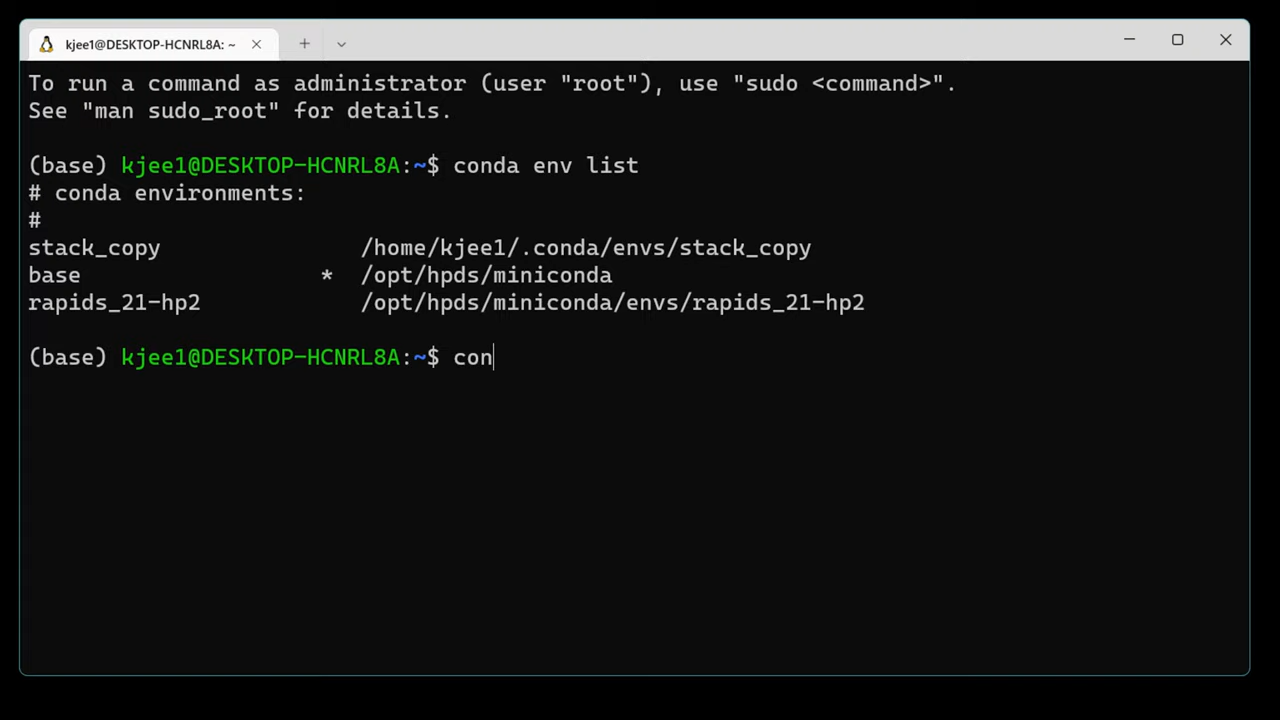 kjee1@DESKTOP-HCNRL8A: ~
To run a command as administrator (user "root"), use "sudo <command>".
See "man sudo_root" for details.
(base) kjee1@DESKTOP-HCNRL8A:~$ conda env list
# conda environments:
#
stack_copy /home/kjee1/.conda/envs/stack_copy
base * /opt/hpds/miniconda
rapids_21-hp2 /opt/hpds/miniconda/envs/rapids_21-hp2
(base) kjee1@DESKTOP-HCNRL8A:~$ con